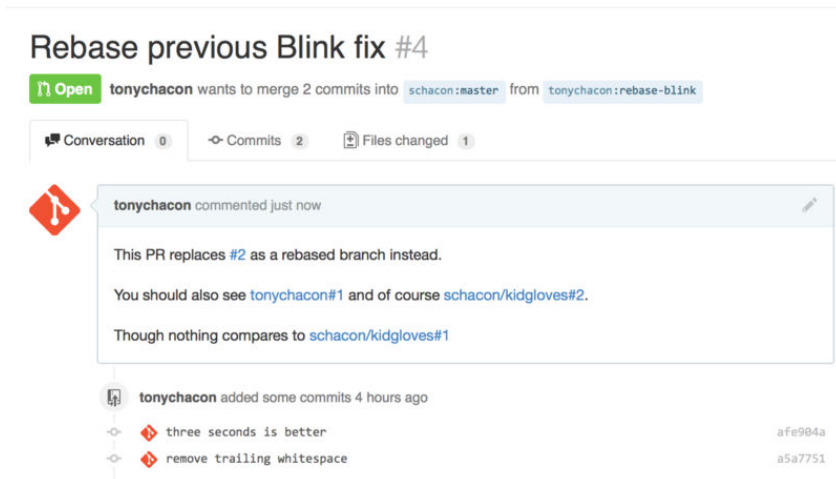 Rebase previous Blink fix #4
Open tonychacon wants to merge 2 commits into schacon:master from tonychacon:rebase-blink
Conversation 0 Commits 2 Files changed 1
tonychacon commented just now
This PR replaces #2 as a rebased branch instead.
You should also see tonychacon#1 and of course schacon/kidgloves#2.
Though nothing compares to schacon/kidgloves#1
tonychacon added some commits 4 hours ago
three seconds is better afe904a
remove trailing whitespace a5a7751